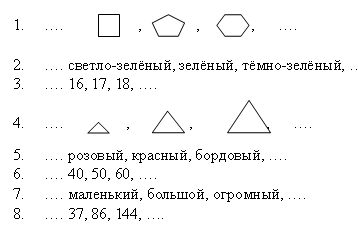 1. …. , , , ….
2. …. светло-зелёный, зелёный, тёмно-зелёный, ..
3. …. 16, 17, 18, ….
4. …. , , , ….
5. …. розовый, красный, бордовый, ….
6. …. 40, 50, 60, ….
7. …. маленький, большой, огромный, ….
8. …. 37, 86, 144, ….